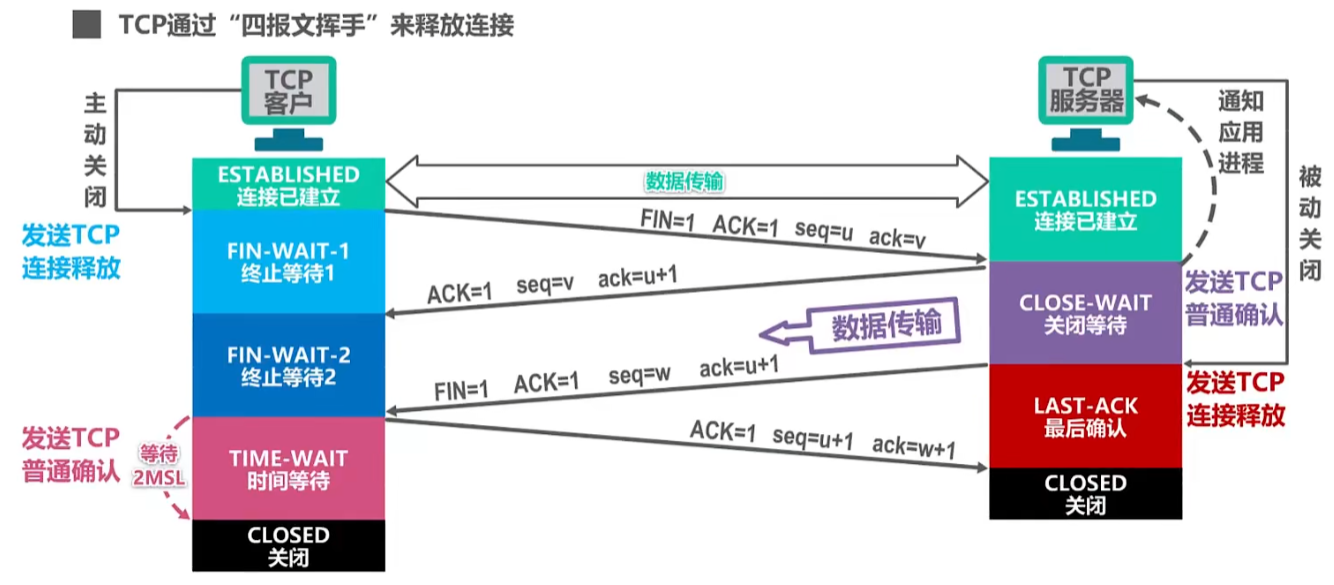 TCP通过“四报文挥手”来释放连接
TCP
客户
TCP
服务器
主
动
关
闭
通知
应用
进程
被
动
关
闭
ESTABLISHED
连接已建立
数据传输
ESTABLISHED
连接已建立
FIN=1 ACK=1 seq=u ack=v
发送TCP
连接释放
FIN-WAIT-1
终止等待1
ACK=1 seq=v ack=u+1
CLOSE-WAIT
关闭等待
发送TCP
普通确认
数据传输
FIN-WAIT-2
终止等待2
FIN=1 ACK=1 seq=w ack=u+1
LAST-ACK
最后确认
发送TCP
连接释放
ACK=1 seq=u+1 ack=w+1
发送TCP
普通确认
等待
2MSL
TIME-WAIT
时间等待
CLOSED
关闭
CLOSED
关闭